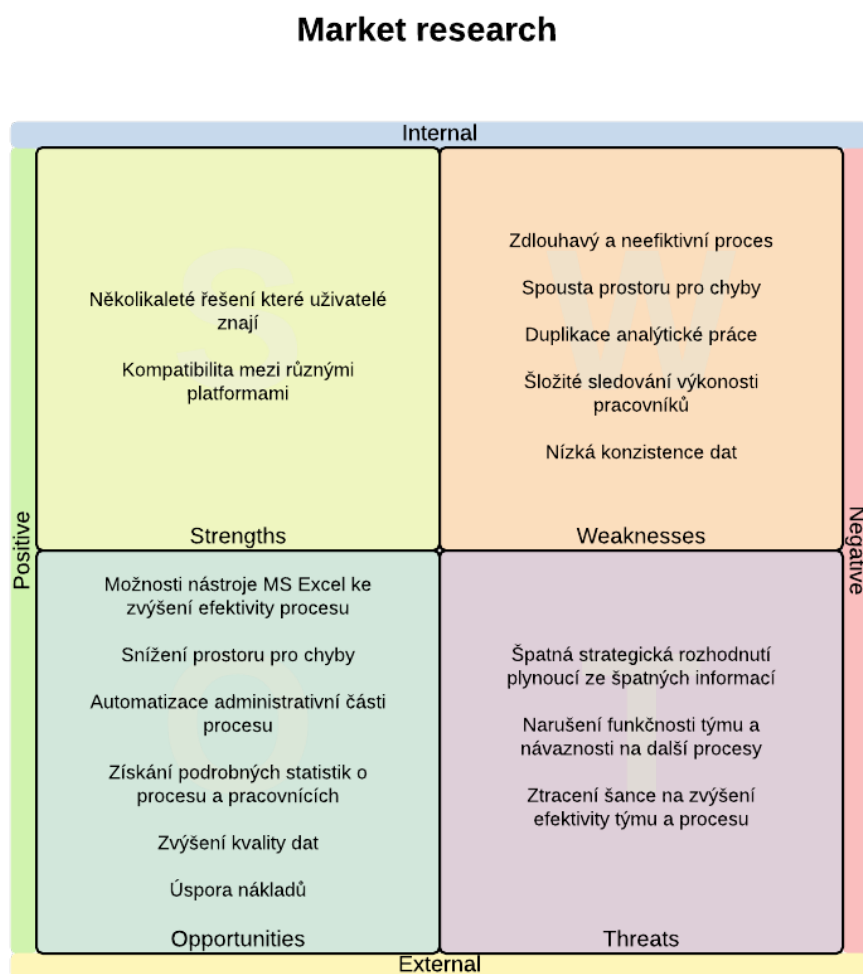 Market research
Internal
Positive
Negative
S
Několikaleté řešení které uživatelé
znají
Kompatibilita mezi různými
platformami
Strengths
W
Zdlouhavý a neefiktivní proces
Spousta prostoru pro chyby
Duplikace analýtické práce
Šložité sledování výkonosti
pracovníků
Nízká konzistence dat
Weaknesses
O
Možnosti nástroje MS Excel ke
zvýšení efektivity procesu
Snížení prostoru pro chyby
Automatizace administrativní části
procesu
Získání podrobných statistik o
procesu a pracovnících
Zvýšení kvality dat
Úspora nákladů
Opportunities
T
Špatná strategická rozhodnutí
plynoucí ze špatných informací
Narušení funkčnosti týmu a
návaznosti na další procesy
Ztracení šance na zvýšení
efektivity týmu a procesu
Threats
External